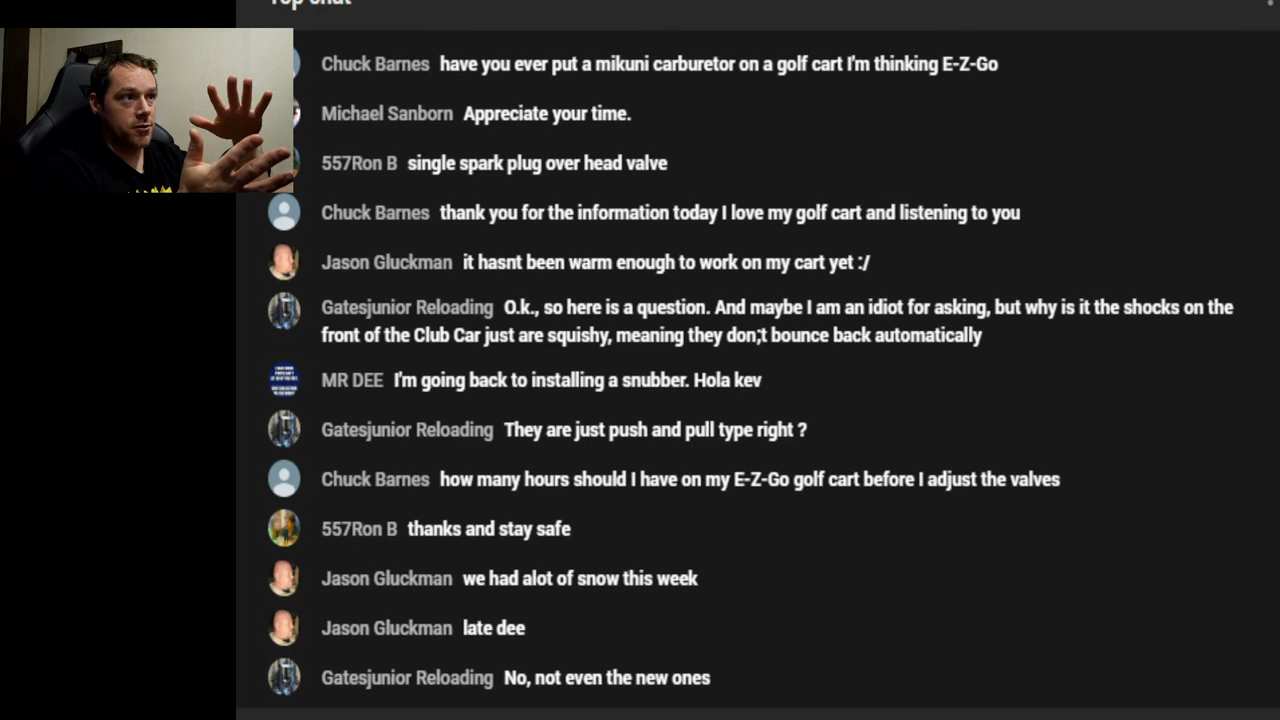 Top chat
Chuck Barnes have you ever put a mikuni carburetor on a golf cart I'm thinking E-Z-Go
Michael Sanborn Appreciate your time.
557Ron B single spark plug over head valve
Chuck Barnes thank you for the information today I love my golf cart and listening to you
Jason Gluckman it hasnt been warm enough to work on my cart yet :/
Gatesjunior Reloading O.k., so here is a question. And maybe I am an idiot for asking, but why is it the shocks on the
front of the Club Car just are squishy, meaning they don;t bounce back automatically
MR DEE I'm going back to installing a snubber. Hola kev
Gatesjunior Reloading They are just push and pull type right ?
Chuck Barnes how many hours should I have on my E-Z-Go golf cart before I adjust the valves
557Ron B thanks and stay safe
Jason Gluckman we had alot of snow this week
Jason Gluckman late dee
Gatesjunior Reloading No, not even the new ones